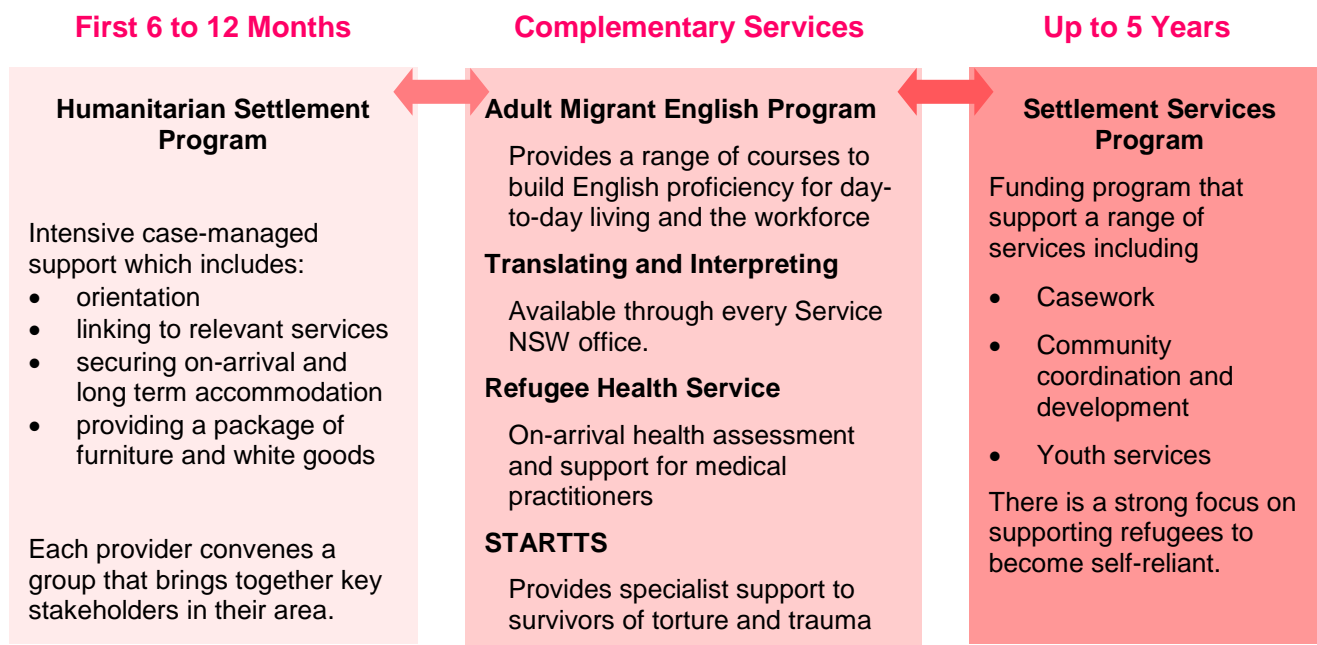 First 6 to 12 Months
Humanitarian Settlement
Program
Intensive case-managed
support which includes:
• orientation
• linking to relevant services
• securing on-arrival and
long term accommodation
• providing a package of
furniture and white goods
Each provider convenes a
group that brings together key
stakeholders in their area.
Complementary Services
Adult Migrant English Program
Provides a range of courses to
build English proficiency for day-
to-day living and the workforce
Translating and Interpreting
Available through every Service
NSW office.
Refugee Health Service
On-arrival health assessment
and support for medical
practitioners
STARTTS
Provides specialist support to
survivors of torture and trauma
Up to 5 Years
Settlement Services
Program
Funding program that
support a range of
services including
• Casework
• Community
coordination and
development
• Youth services
There is a strong focus on
supporting refugees to
become self-reliant.